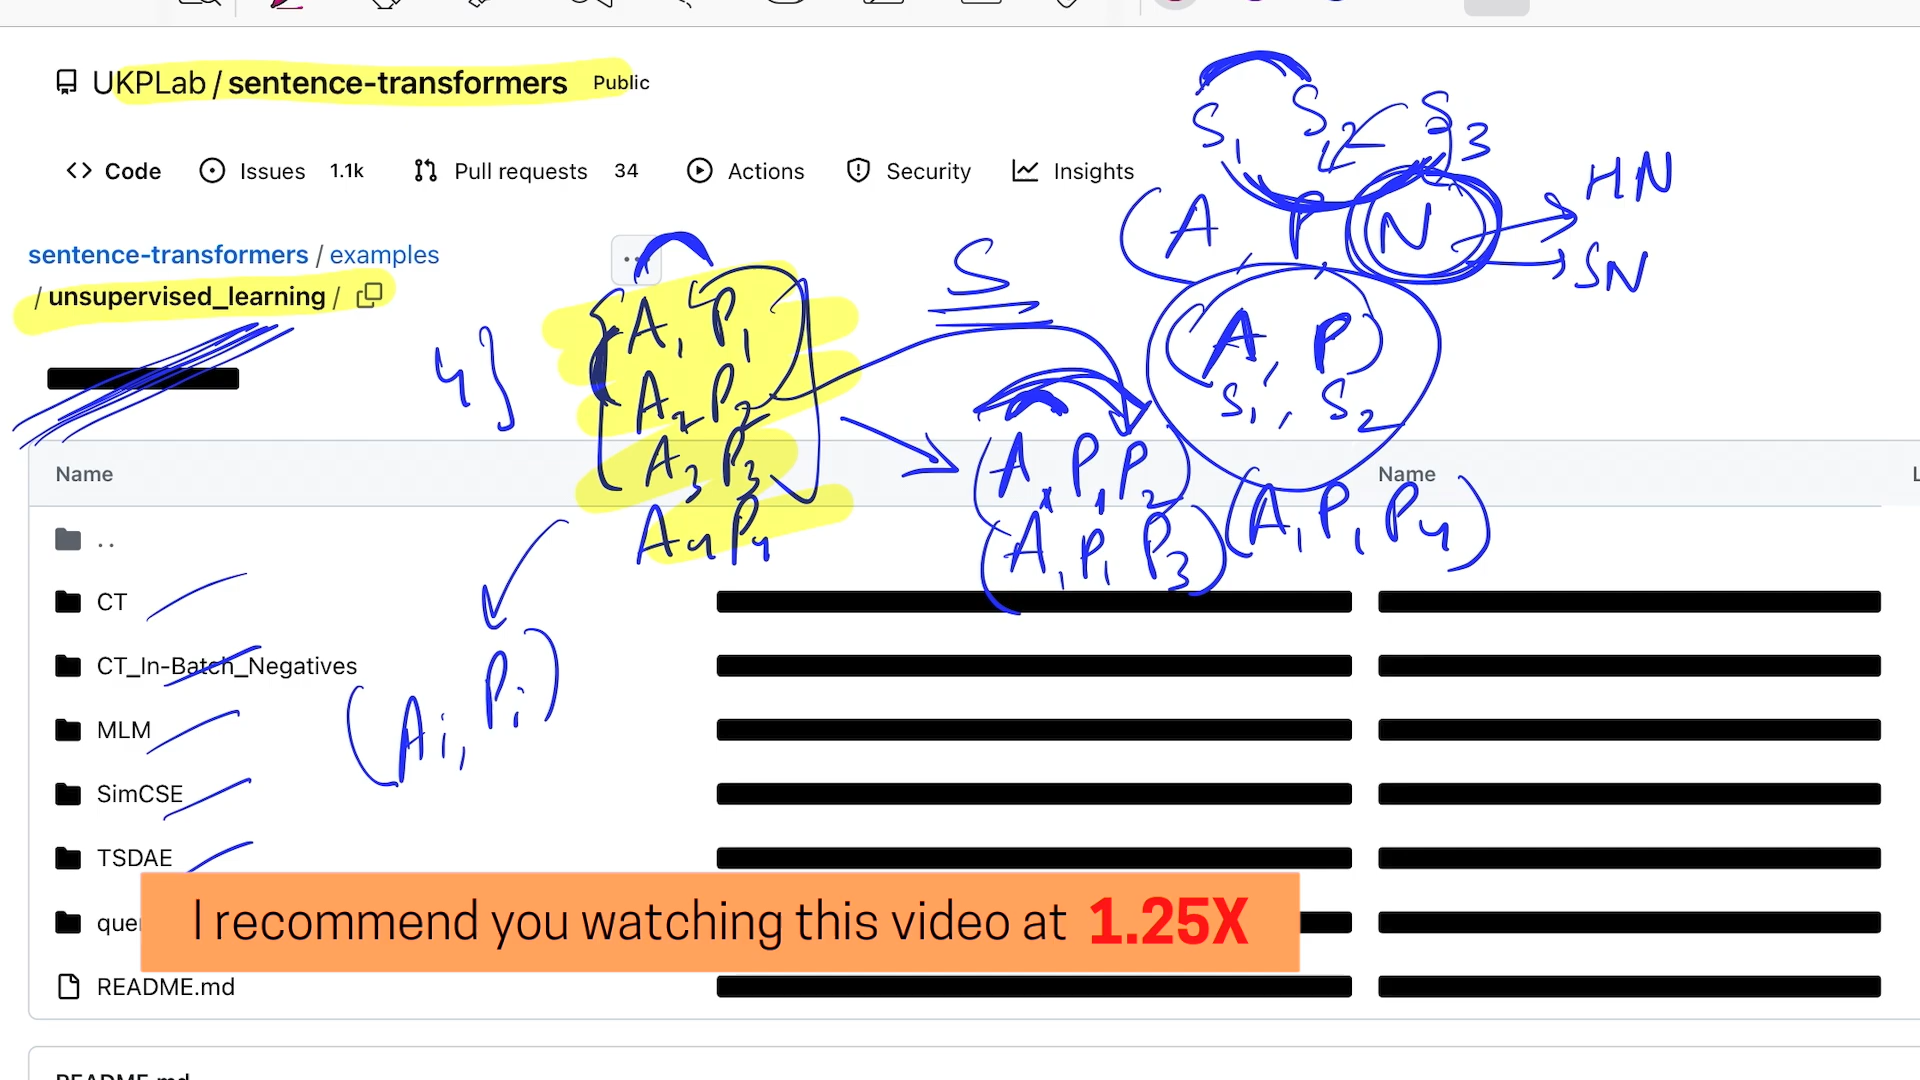 UKPLab / sentence-transformers Public
Code Issues 1.1k Pull requests 34 Actions Security Insights
sentence-transformers / examples
/ unsupervised_learning /
S1 S2 S3
(A, P, N)
HN
SN
S
(A, P)
S1, S2
4}
A1 P1
A2 P2
A3 P3
A4 P4
(A1 P1 P2)
(A1 P1 P3)
(A1 P1 P4)
(Ai, Pi)
Name Name
..
CT
CT_In-Batch_Negatives
MLM
SimCSE
TSDAE
I recommend you watching this video at 1.25X
README.md
README.md